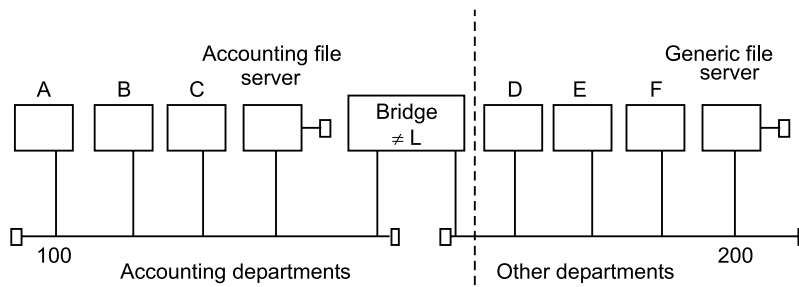 Accounting file
server
Generic file
server
A
B
C
D
E
F
Bridge
≠ L
100
200
Accounting departments
Other departments